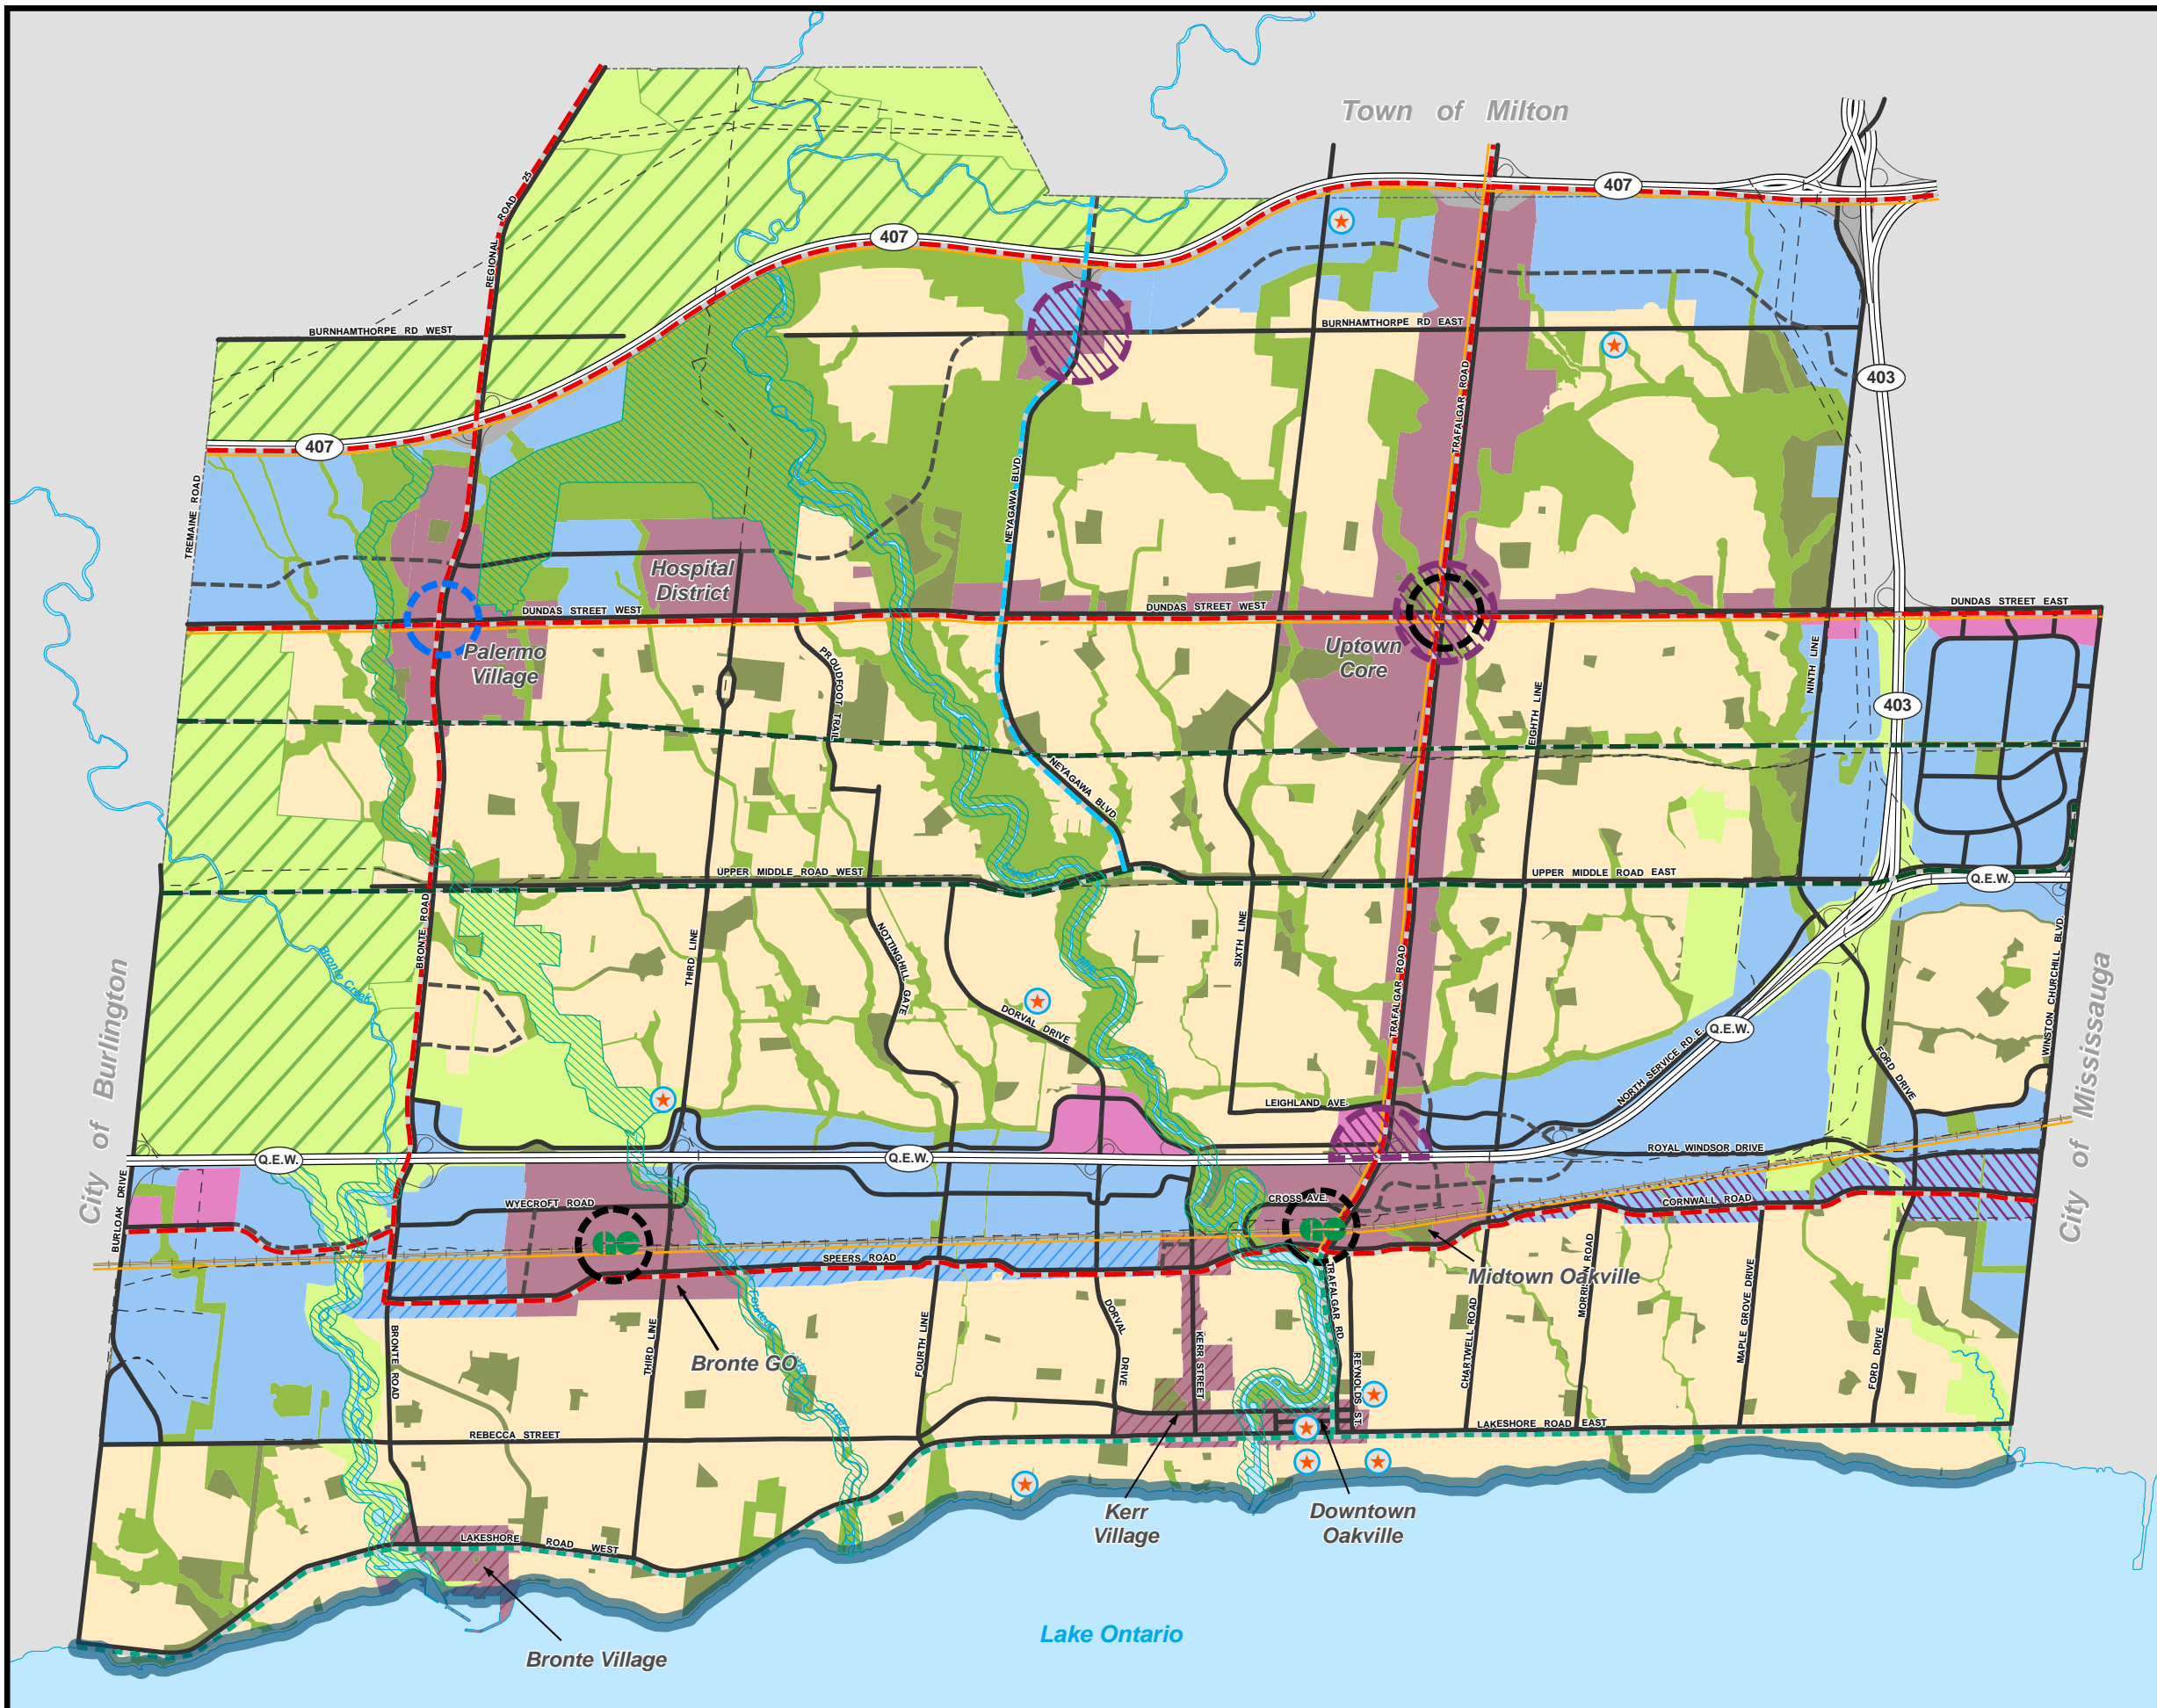 Town of Milton
REGIONAL ROAD 25
407
407
407
BURNHAMTHORPE RD WEST
BURNHAMTHORPE RD EAST
403
TREMAINE ROAD
NEYAGAWA BLVD.
TRAFALGAR ROAD
Hospital
District
DUNDAS STREET WEST
DUNDAS STREET WEST
DUNDAS STREET EAST
Palermo
Village
PROUDFOOT TRAIL
Uptown
Core
EIGHTH LINE
NINTH LINE
403
NEYAGAWA BLVD.
UPPER MIDDLE ROAD WEST
UPPER MIDDLE ROAD EAST
Q.E.W.
City of Burlington
Bronte Creek
BRONTE ROAD
THIRD LINE
NOTTINGHILL GATE
DORVAL DRIVE
SIXTH LINE
TRAFALGAR ROAD
Q.E.W.
NORTH SERVICE RD. E.
FORD DRIVE
WINSTON CHURCHILL BLVD.
City of Mississauga
LEIGHLAND AVE.
Q.E.W.
Q.E.W.
ROYAL WINDSOR DRIVE
BURLOAK DRIVE
WYECROFT ROAD
CROSS AVE.
CORNWALL ROAD
GO
GO
SPEERS ROAD
Midtown Oakville
Bronte GO
BRONTE ROAD
THIRD LINE
Fourteen
Creek
FOURTH LINE
DORVAL DRIVE
KERR STREET
TRAFALGAR RD.
REYNOLDS ST.
CHARTWELL ROAD
MORRISON ROAD
MAPLE GROVE DRIVE
FORD DRIVE
REBECCA STREET
LAKESHORE ROAD EAST
Kerr
Village
Downtown
Oakville
LAKESHORE ROAD WEST
Bronte Village
Lake Ontario